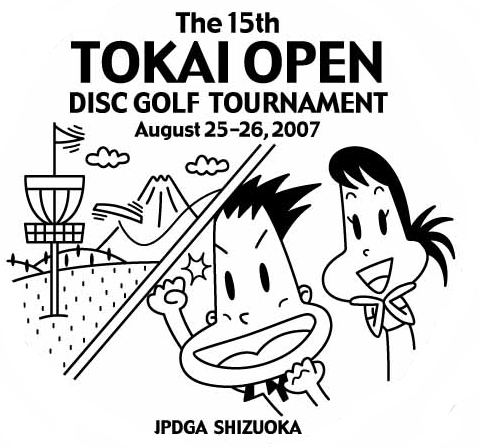 The 15th
TOKAI OPEN
DISC GOLF TOURNAMENT
August 25-26, 2007
JPDGA SHIZUOKA